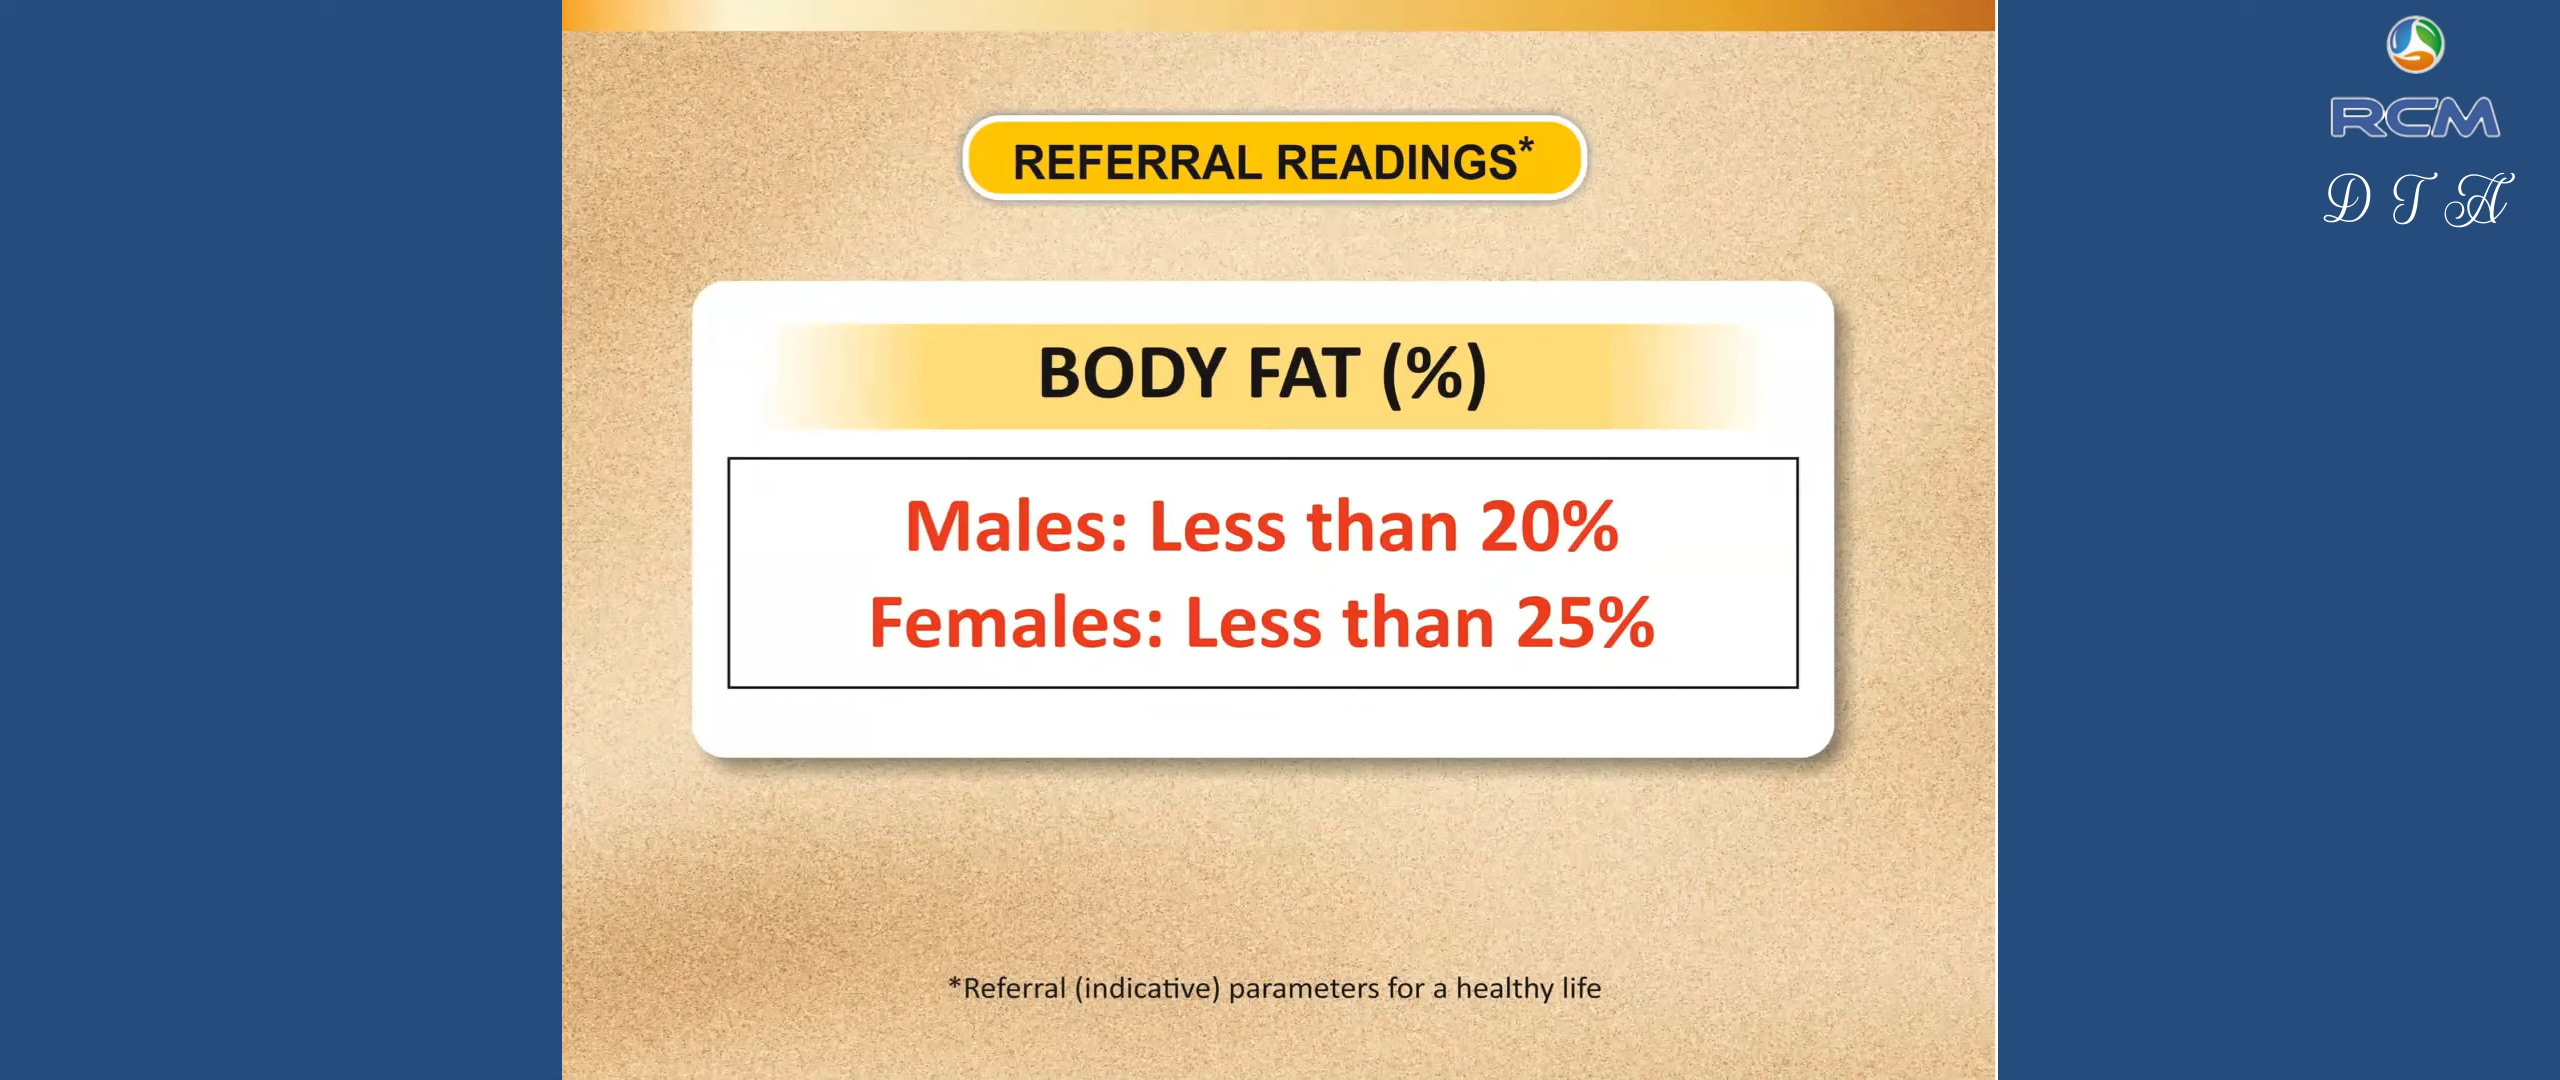 REFERRAL READINGS*
BODY FAT (%)
Males: Less than 20%
Females: Less than 25%
*Referral (indicative) parameters for a healthy life
RCM
D T A